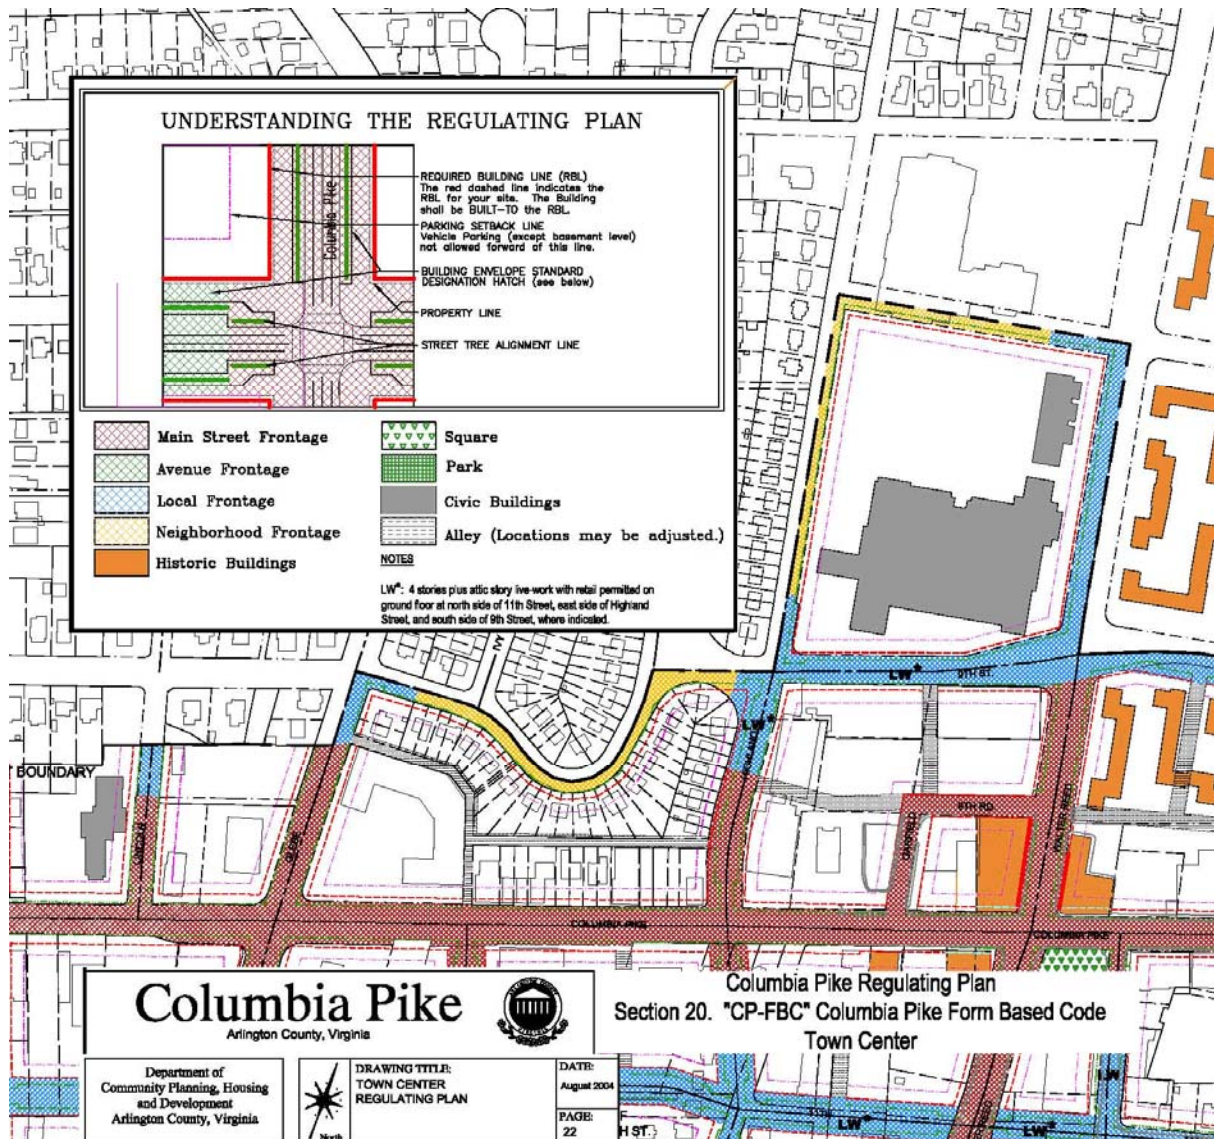 UNDERSTANDING THE REGULATING PLAN
Columbia Pike
REQUIRED BUILDING LINE (RBL)
The red dashed line indicates the
RBL for your site. The Building
shall be BUILT-TO the RBL.
PARKING SETBACK LINE
Vehicle Parking (except basement level)
not allowed forward of this line.
BUILDING ENVELOPE STANDARD
DESIGNATION HATCH (see below)
PROPERTY LINE
STREET TREE ALIGNMENT LINE
Main Street Frontage
Avenue Frontage
Local Frontage
Neighborhood Frontage
Historic Buildings
Square
Park
Civic Buildings
Alley (Locations may be adjusted.)
NOTES
LW*: 4 stories plus attic story live-work with retail permitted on
ground floor at north side of 11th Street, east side of Highland
Street, and south side of 9th Street, where indicated.
IVY
LW*
9TH ST.
LW*
BOUNDARY
9TH RD
COLUMBIA PIKE
COLUMBIA PIKE
Columbia Pike
Arlington County, Virginia
Columbia Pike Regulating Plan
Section 20. "CP-FBC" Columbia Pike Form Based Code
Town Center
Department of
Community Planning, Housing
and Development
Arlington County, Virginia
North
DRAWING TITLE:
TOWN CENTER
REGULATING PLAN
DATE:
August 2004
PAGE:
22
H ST.
LW*
LW*
LW